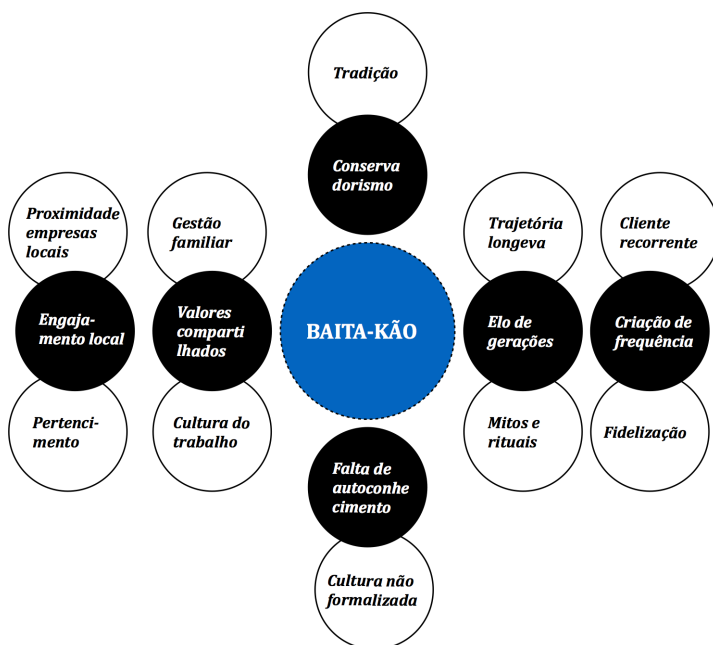 Tradição
Conserva
dorismo
Proximidade
empresas
locais
Gestão
familiar
Trajetória
longeva
Cliente
recorrente
Engaja-
mento local
Valores
comparti
lhados
BAITA-KÃO
Elo de
gerações
Criação de
frequência
Pertenci-
mento
Cultura do
trabalho
Mitos e
rituais
Fidelização
Falta de
autoconhe
cimento
Cultura não
formalizada